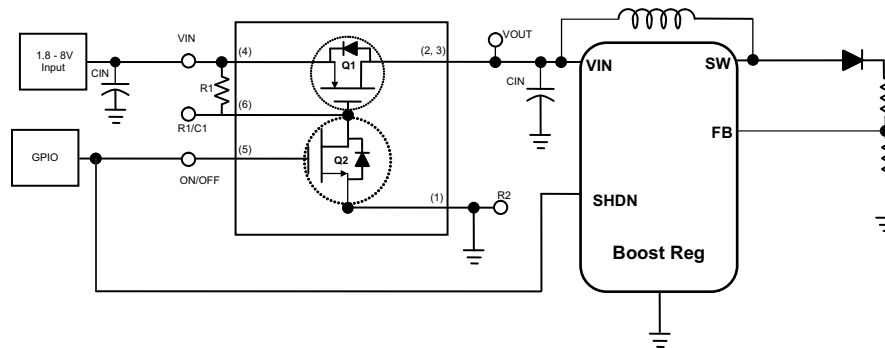 1.8 - 8V
Input
CIN
VIN
(4)
R1
(6)
R1/C1
Q1
(2, 3)
VOUT
CIN
VIN
SW
FB
GPIO
(5)
ON/OFF
Q2
(1)
R2
SHDN
Boost Reg